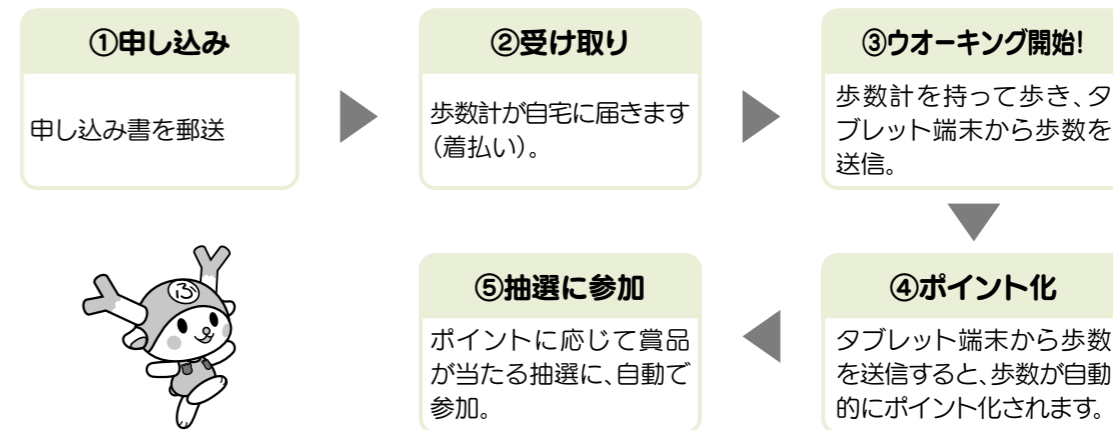 ①申し込み
申し込み書を郵送
②受け取り
歩数計が自宅に届きます
(着払い)。
③ウオーキング開始!
歩数計を持って歩き、タ
ブレット端末から歩数を
送信。
④ポイント化
タブレット端末から歩数
を送信すると、歩数が自動
的にポイント化されます。
⑤抽選に参加
ポイントに応じて賞品
が当たる抽選に、自動で
参加。
ふ